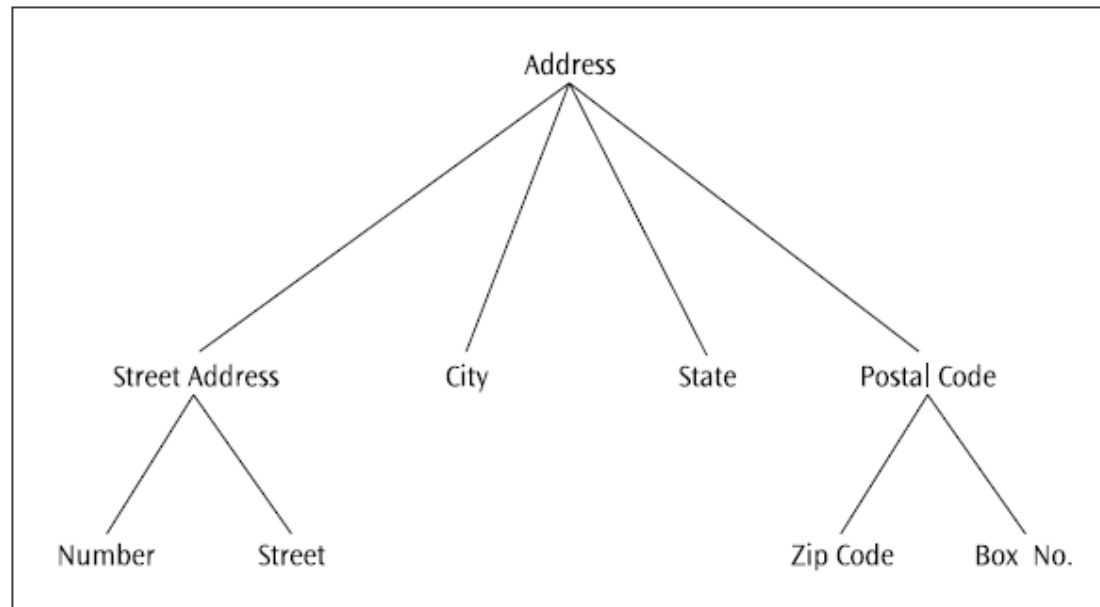 Address
Street Address City State Postal Code
Number Street Zip Code Box No.